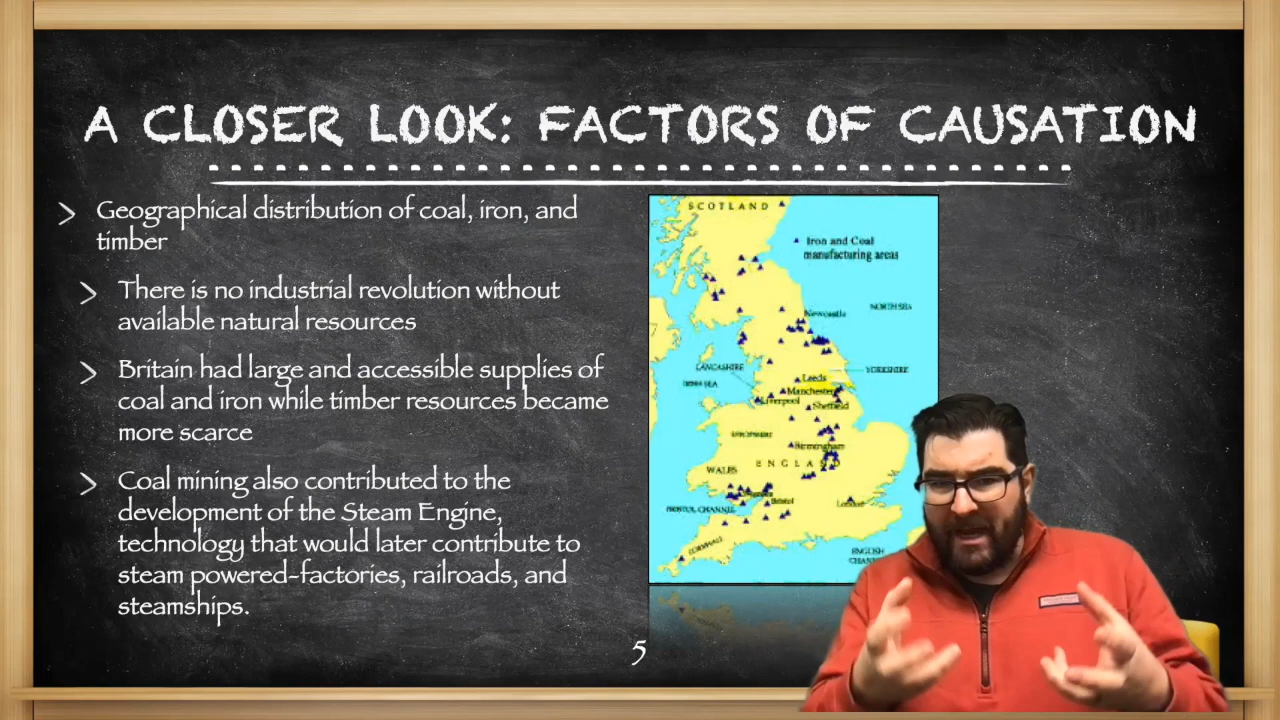 A CLOSER LOOK: FACTORS OF CAUSATION
Geographical distribution of coal, iron, and
timber
There is no industrial revolution without
available natural resources
Britain had large and accessible supplies of
coal and iron while timber resources became
more scarce
Coal mining also contributed to the
development of the Steam Engine,
technology that would later contribute to
steam powered-factories, railroads, and
steamships.
5
SCOTLAND
Iron and Coal
manufacturing areas
NORTH SEA
Newcastle
LANCASHIRE
YORKSHIRE
Leeds
Manchester
Liverpool
Sheffield
Birmingham
ENGLAND
WALES
Bristol
London
BRISTOL CHANNEL
CORNWALL
ENGLISH